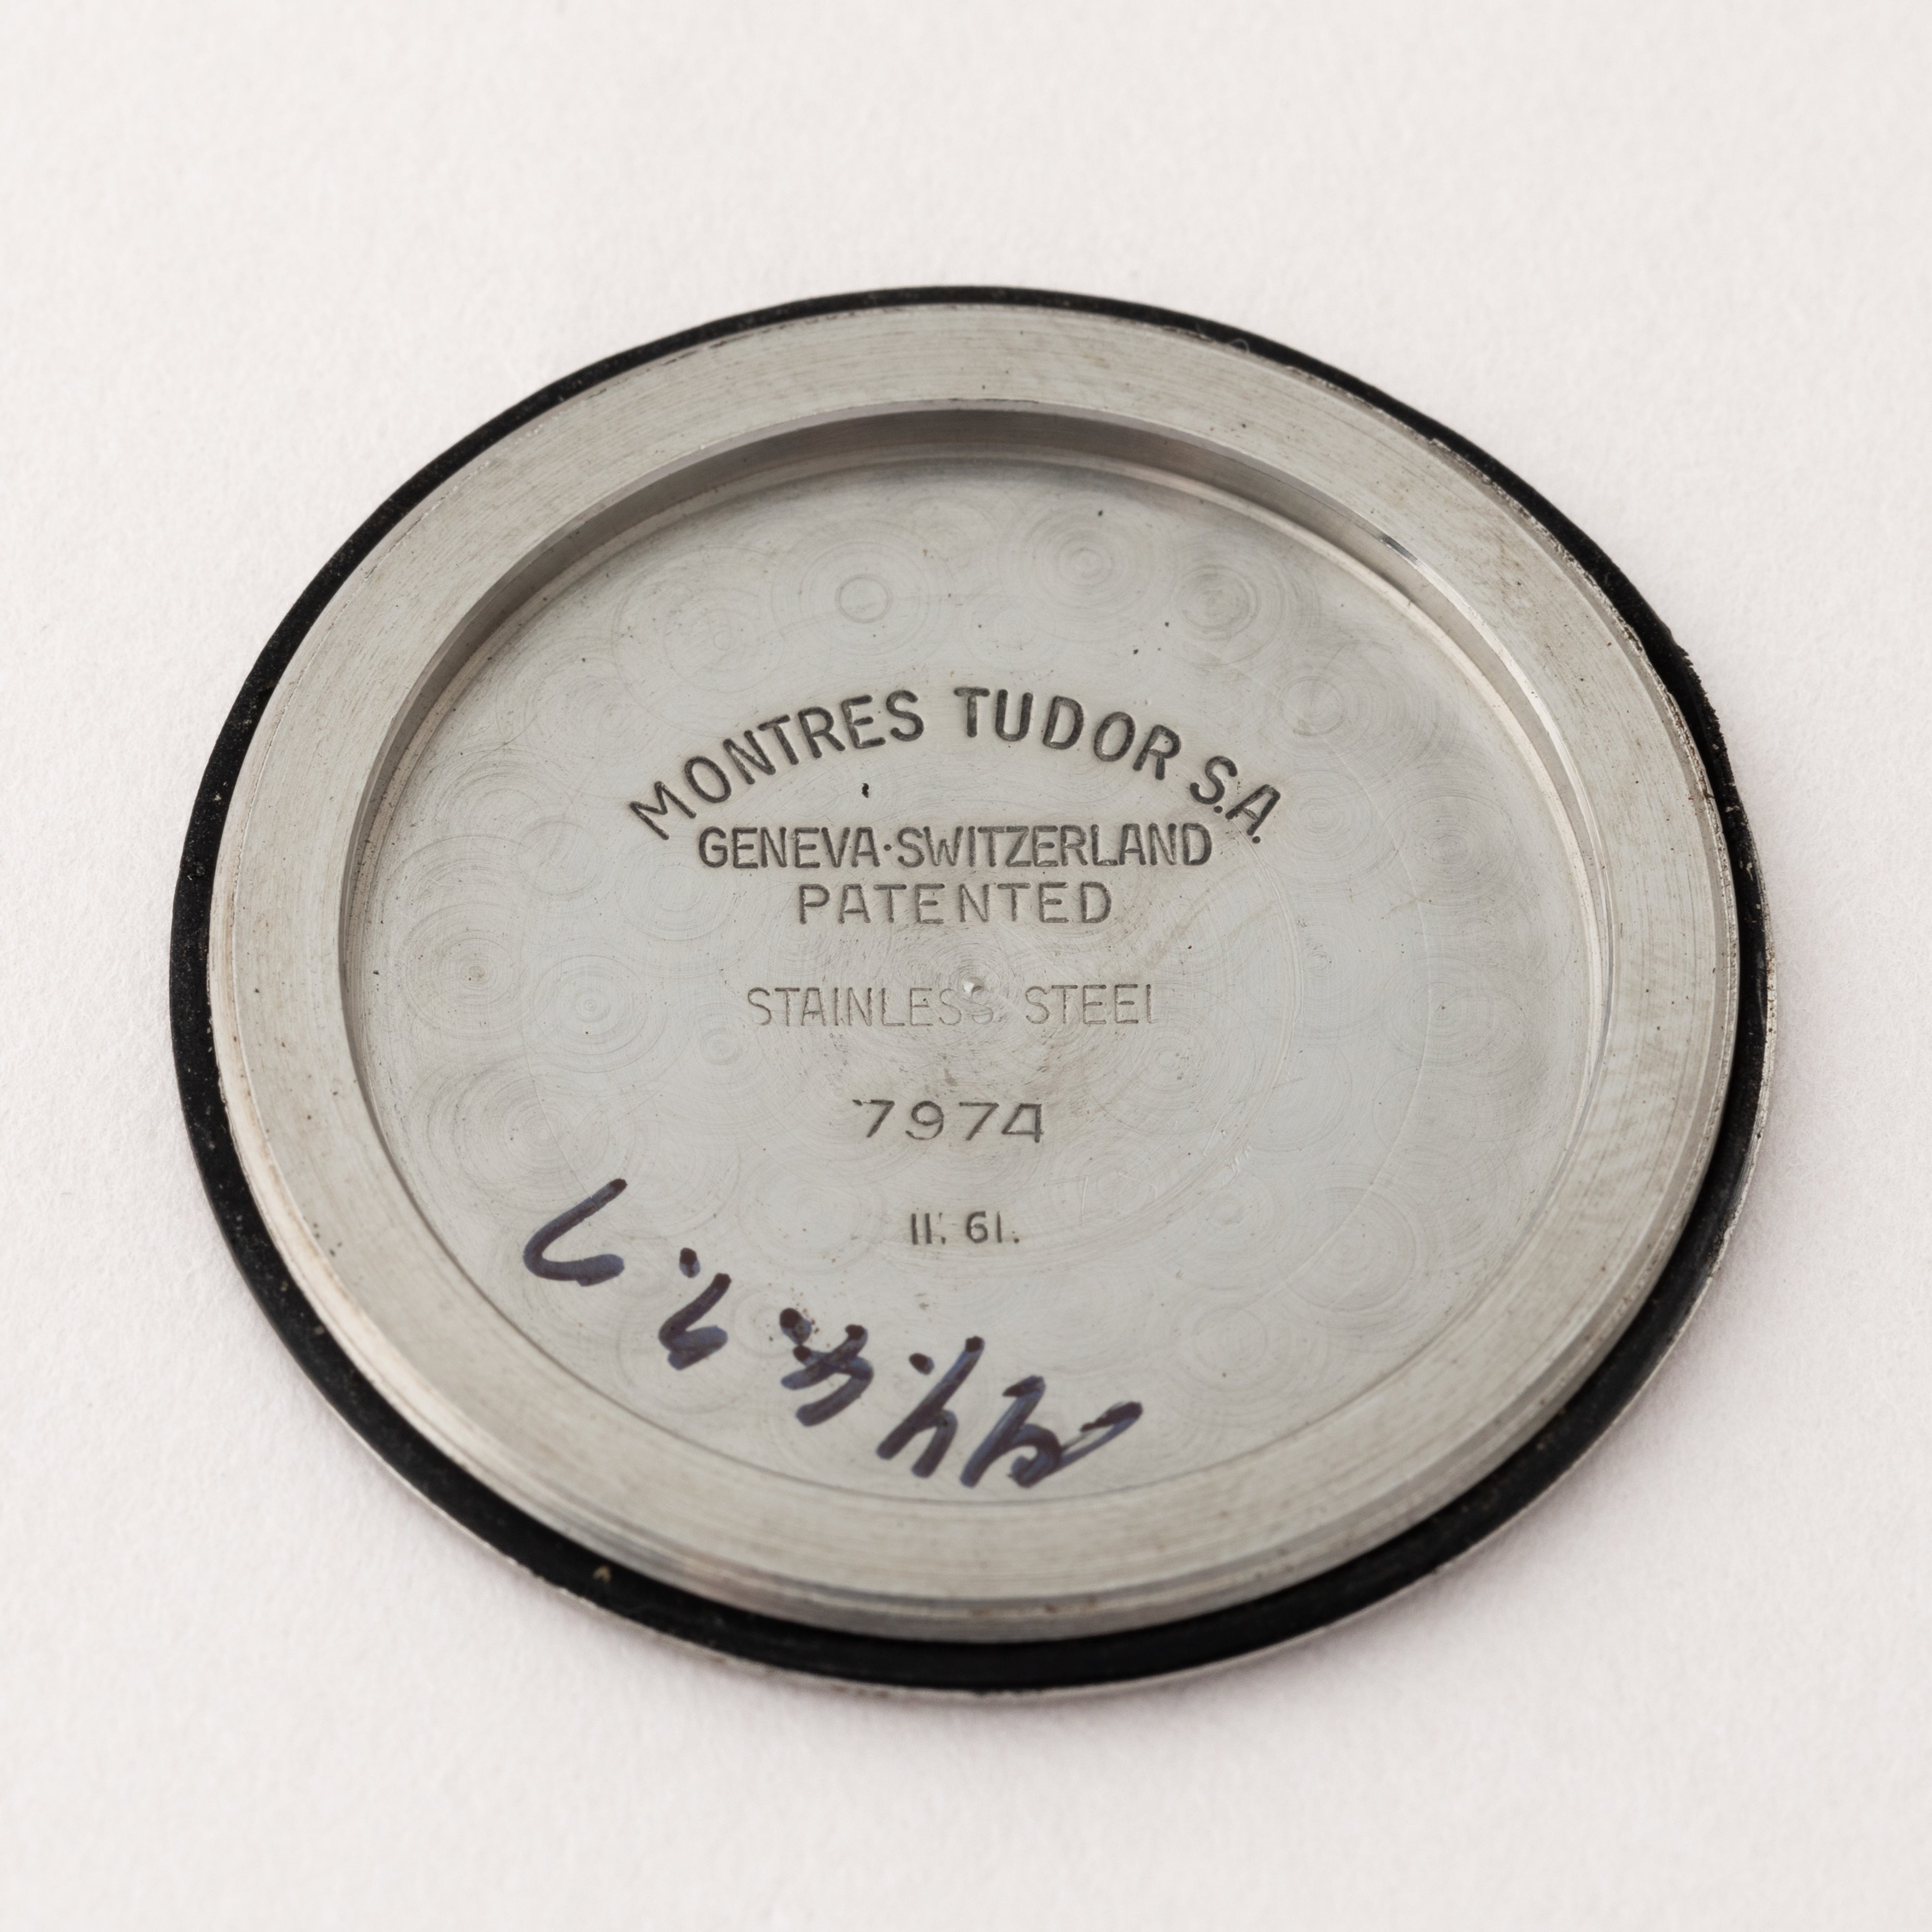 MONTRES TUDOR S.A.
GENEVA·SWITZERLAND
PATENTED
STAINLESS STEEL
7974
II. 61.